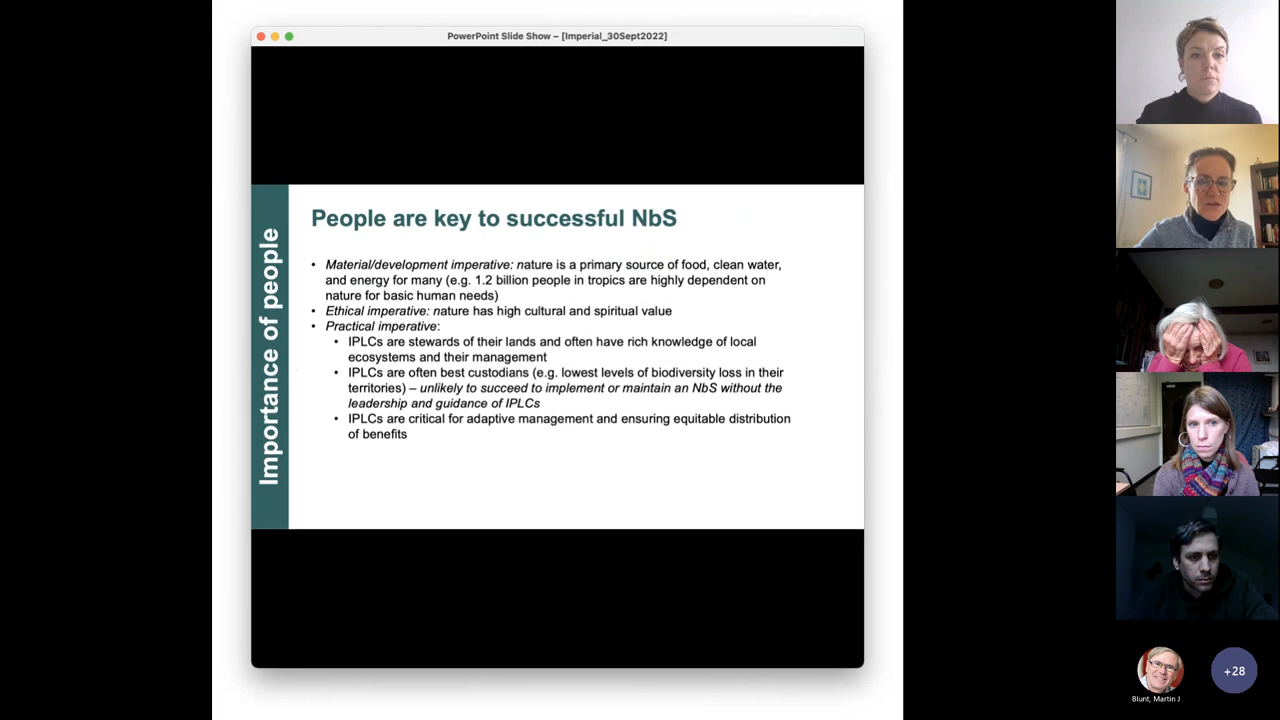 PowerPoint Slide Show – [Imperial_30Sept2022]
Importance of people
People are key to successful NbS
• Material/development imperative: nature is a primary source of food, clean water,
and energy for many (e.g. 1.2 billion people in tropics are highly dependent on
nature for basic human needs)
• Ethical imperative: nature has high cultural and spiritual value
• Practical imperative:
• IPLCs are stewards of their lands and often have rich knowledge of local
ecosystems and their management
• IPLCs are often best custodians (e.g. lowest levels of biodiversity loss in their
territories) – unlikely to succeed to implement or maintain an NbS without the
leadership and guidance of IPLCs
• IPLCs are critical for adaptive management and ensuring equitable distribution
of benefits
+28
Blunt, Martin J